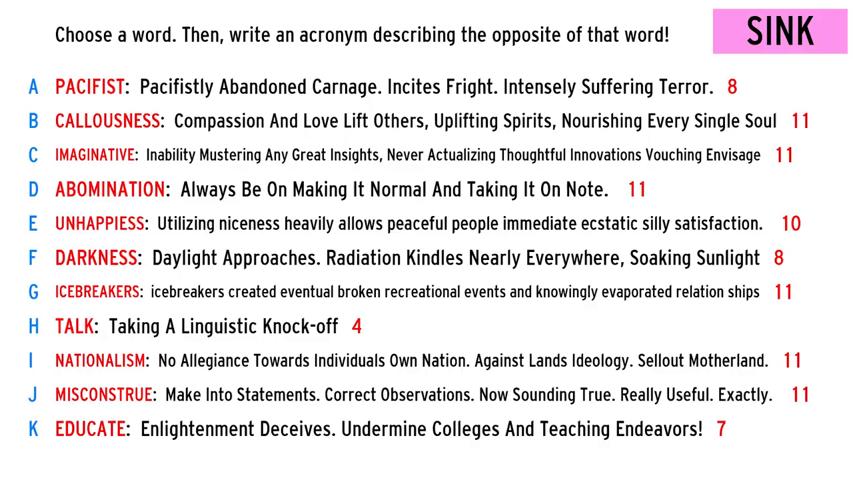 Choose a word. Then, write an acronym describing the opposite of that word!
SINK
A PACIFIST: Pacifistly Abandoned Carnage. Incites Fright. Intensely Suffering Terror. 8
B CALLOUSNESS: Compassion And Love Lift Others, Uplifting Spirits, Nourishing Every Single Soul 11
C IMAGINATIVE: Inability Mustering Any Great Insights, Never Actualizing Thoughtful Innovations Vouching Envisage 11
D ABOMINATION: Always Be On Making It Normal And Taking It On Note. 11
E UNHAPPIESS: Utilizing niceness heavily allows peaceful people immediate ecstatic silly satisfaction. 10
F DARKNESS: Daylight Approaches. Radiation Kindles Nearly Everywhere, Soaking Sunlight 8
G ICEBREAKERS: icebreakers created eventual broken recreational events and knowingly evaporated relation ships 11
H TALK: Taking A Linguistic Knock-off 4
I NATIONALISM: No Allegiance Towards Individuals Own Nation. Against Lands Ideology. Sellout Motherland. 11
J MISCONSTRUE: Make Into Statements. Correct Observations. Now Sounding True. Really Useful. Exactly. 11
K EDUCATE: Enlightenment Deceives. Undermine Colleges And Teaching Endeavors! 7